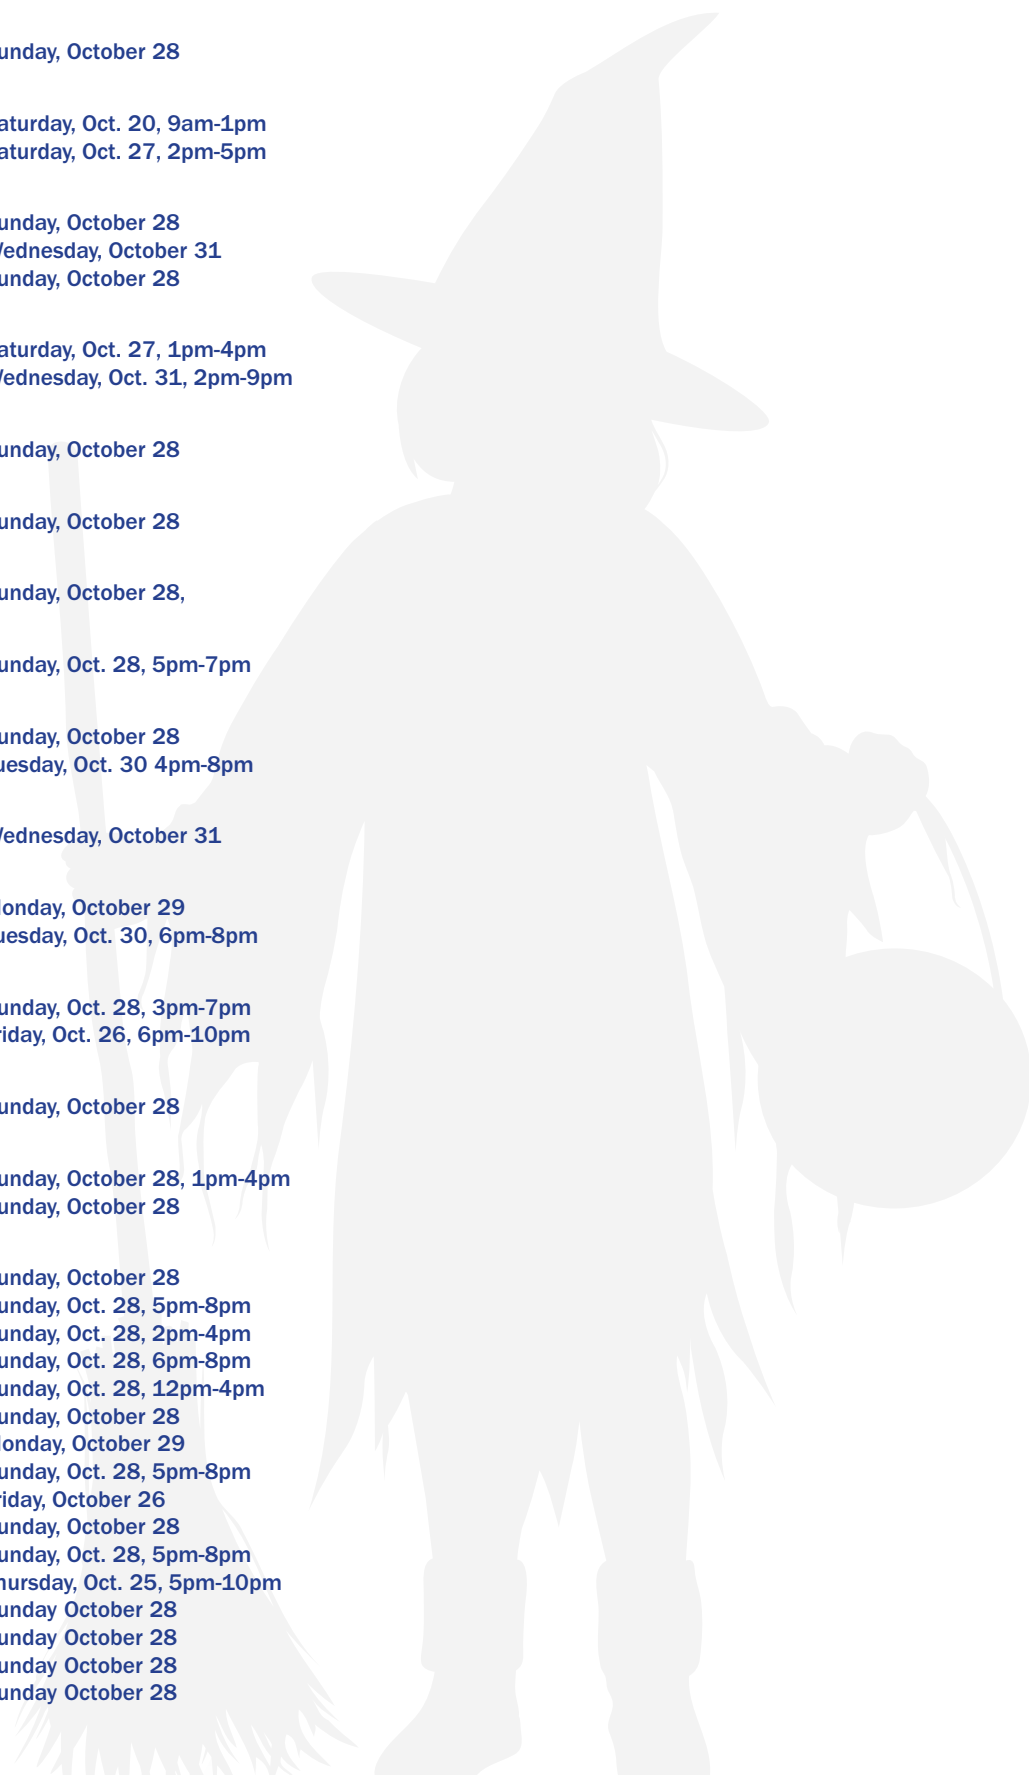 unday, October 28
aturday, Oct. 20, 9am-1pm
aturday, Oct. 27, 2pm-5pm
unday, October 28
ednesday, October 31
unday, October 28
aturday, Oct. 27, 1pm-4pm
ednesday, Oct. 31, 2pm-9pm
unday, October 28
unday, October 28
unday, October 28,
unday, Oct. 28, 5pm-7pm
unday, October 28
uesday, Oct. 30 4pm-8pm
ednesday, October 31
onday, October 29
uesday, Oct. 30, 6pm-8pm
unday, Oct. 28, 3pm-7pm
riday, Oct. 26, 6pm-10pm
unday, October 28
unday, October 28, 1pm-4pm
unday, October 28
unday, October 28
unday, Oct. 28, 5pm-8pm
unday, Oct. 28, 2pm-4pm
unday, Oct. 28, 6pm-8pm
unday, Oct. 28, 12pm-4pm
unday, October 28
onday, October 29
unday, Oct. 28, 5pm-8pm
riday, October 26
unday, October 28
unday, Oct. 28, 5pm-8pm
hursday, Oct. 25, 5pm-10pm
unday October 28
unday October 28
unday October 28
unday October 28